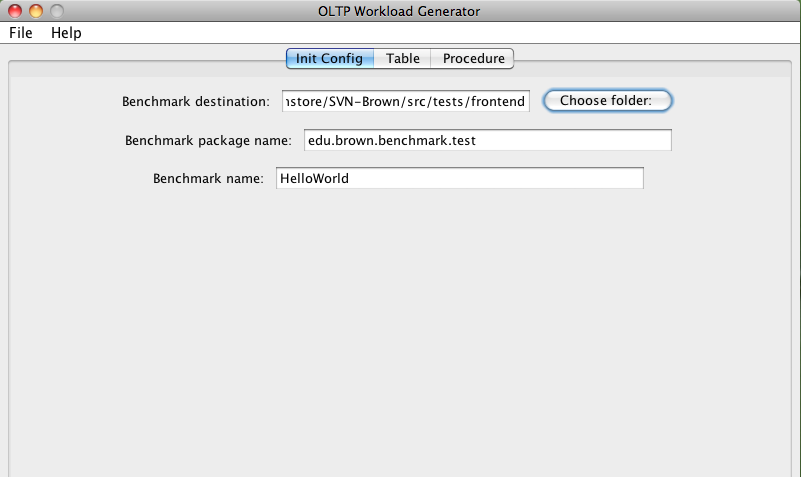 OLTP Workload Generator
File Help
Init Config Table Procedure
Benchmark destination: nstore/SVN-Brown/src/tests/frontend Choose folder:
Benchmark package name: edu.brown.benchmark.test
Benchmark name: HelloWorld